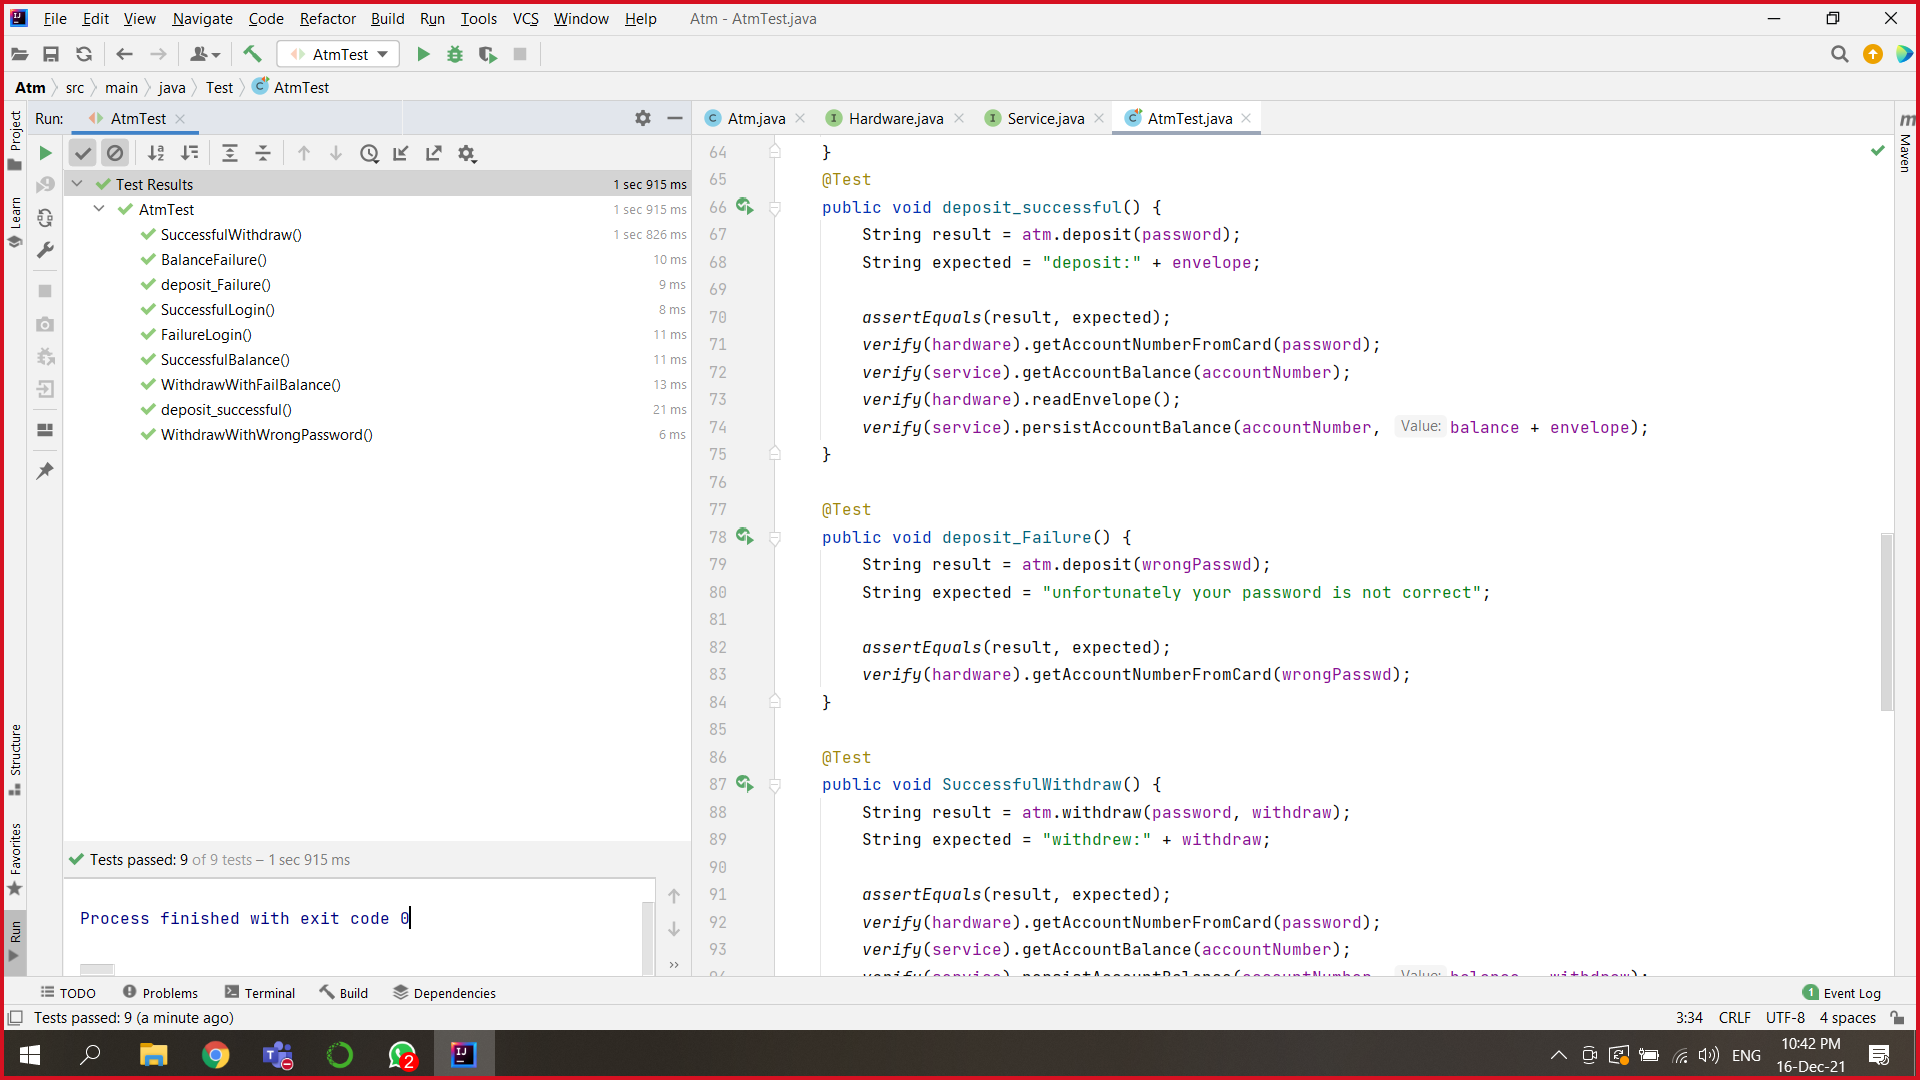 File Edit View Navigate Code Refactor Build Run Tools VCS Window Help Atm - AtmTest.java
AtmTest
Atm src main java Test AtmTest
Run: AtmTest
Atm.java Hardware.java Service.java AtmTest.java
Project
Learn
Structure
Favorites
Run
Maven
Test Results 1 sec 915 ms
AtmTest 1 sec 915 ms
SuccessfulWithdraw() 1 sec 826 ms
BalanceFailure() 10 ms
deposit_Failure() 9 ms
SuccessfulLogin() 8 ms
FailureLogin() 11 ms
SuccessfulBalance() 11 ms
WithdrawWithFailBalance() 13 ms
deposit_successful() 21 ms
WithdrawWithWrongPassword() 6 ms
Tests passed: 9 of 9 tests – 1 sec 915 ms
Process finished with exit code 0
64 }
65 @Test
66 public void deposit_successful() {
67 String result = atm.deposit(password);
68 String expected = "deposit:" + envelope;
69
70 assertEquals(result, expected);
71 verify(hardware).getAccountNumberFromCard(password);
72 verify(service).getAccountBalance(accountNumber);
73 verify(hardware).readEnvelope();
74 verify(service).persistAccountBalance(accountNumber, Value: balance + envelope);
75 }
76
77 @Test
78 public void deposit_Failure() {
79 String result = atm.deposit(wrongPasswd);
80 String expected = "unfortunately your password is not correct";
81
82 assertEquals(result, expected);
83 verify(hardware).getAccountNumberFromCard(wrongPasswd);
84 }
85
86 @Test
87 public void SuccessfulWithdraw() {
88 String result = atm.withdraw(password, withdraw);
89 String expected = "withdrew:" + withdraw;
90
91 assertEquals(result, expected);
92 verify(hardware).getAccountNumberFromCard(password);
93 verify(service).getAccountBalance(accountNumber);
TODO Problems Terminal Build Dependencies 1 Event Log
Tests passed: 9 (a minute ago) 3:34 CRLF UTF-8 4 spaces
2 ENG 10:42 PM
16-Dec-21